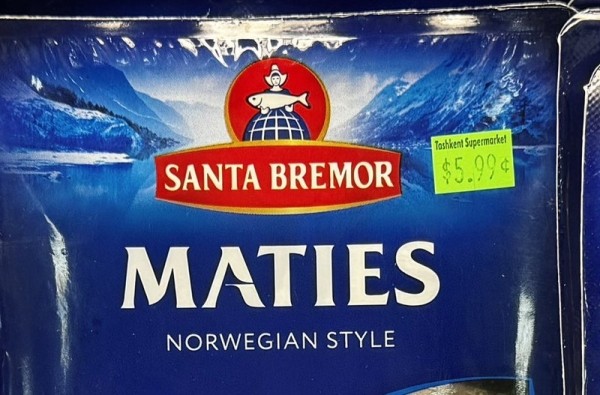 SANTA BREMOR
Tashkent Supermarket
$5.99¢
MATIES
NORWEGIAN STYLE